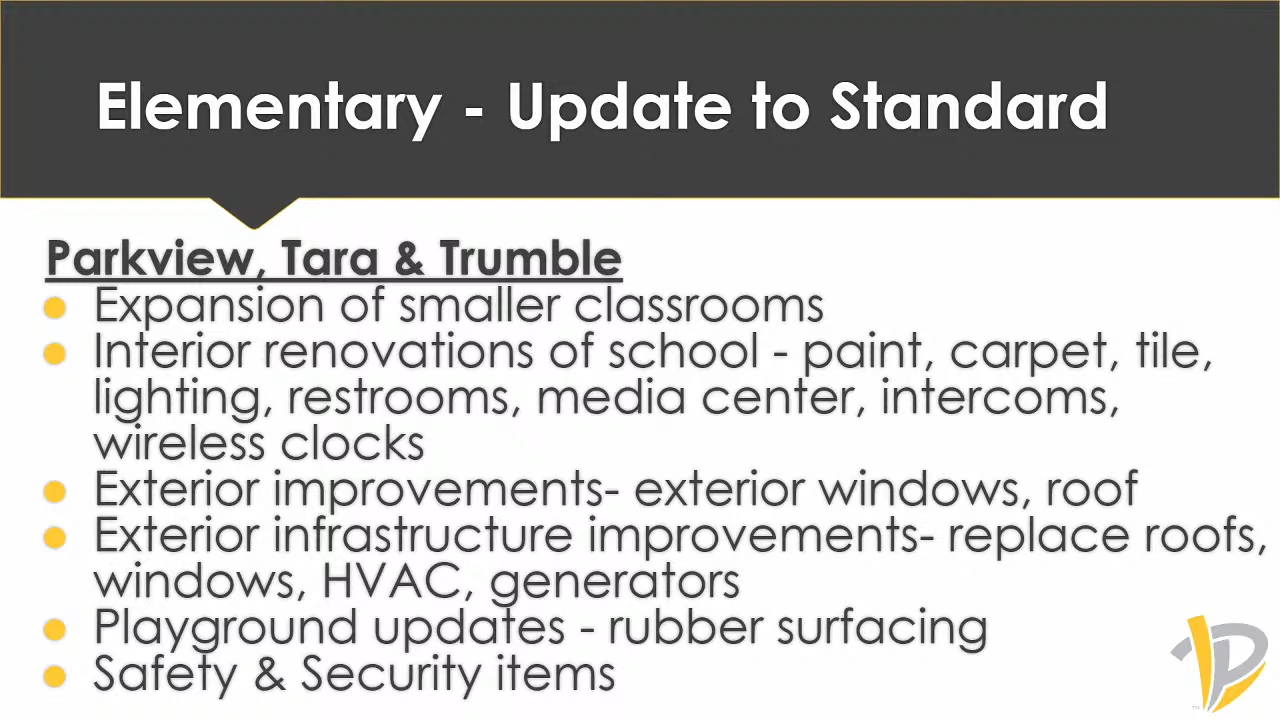 Elementary - Update to Standard
Parkview, Tara & Trumble
Expansion of smaller classrooms
Interior renovations of school - paint, carpet, tile,
lighting, restrooms, media center, intercoms,
wireless clocks
Exterior improvements- exterior windows, roof
Exterior infrastructure improvements- replace roofs,
windows, HVAC, generators
Playground updates - rubber surfacing
Safety & Security items